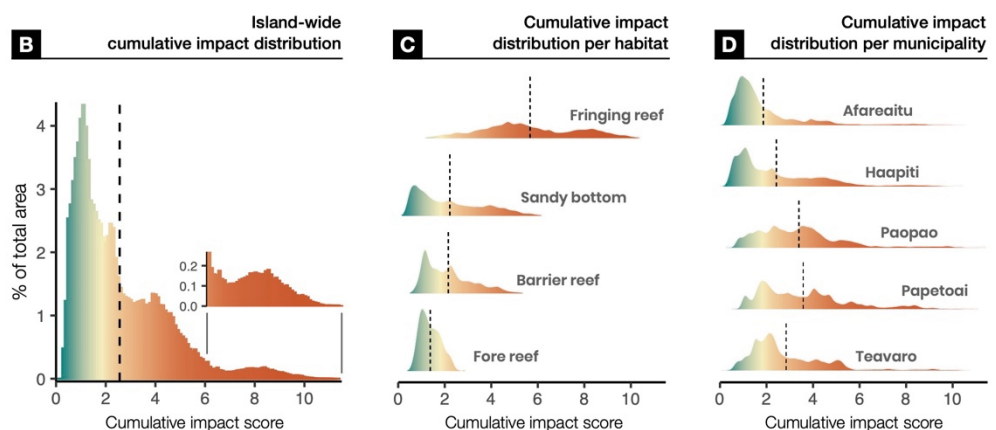 B
Island-wide
cumulative impact distribution
4
3
2
1
0
% of total area
0.2
0.1
0.0
0 2 4 6 8 10
Cumulative impact score
C
Cumulative impact
distribution per habitat
Fringing reef
Sandy bottom
Barrier reef
Fore reef
0 2 4 6 8 10
Cumulative impact score
D
Cumulative impact
distribution per municipality
Afareaitu
Haapiti
Paopao
Papetoai
Teavaro
0 2 4 6 8 10
Cumulative impact score